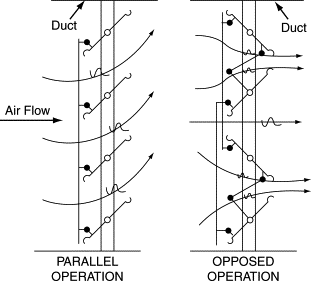 Duct
Duct
Air Flow
PARALLEL
OPERATION
OPPOSED
OPERATION